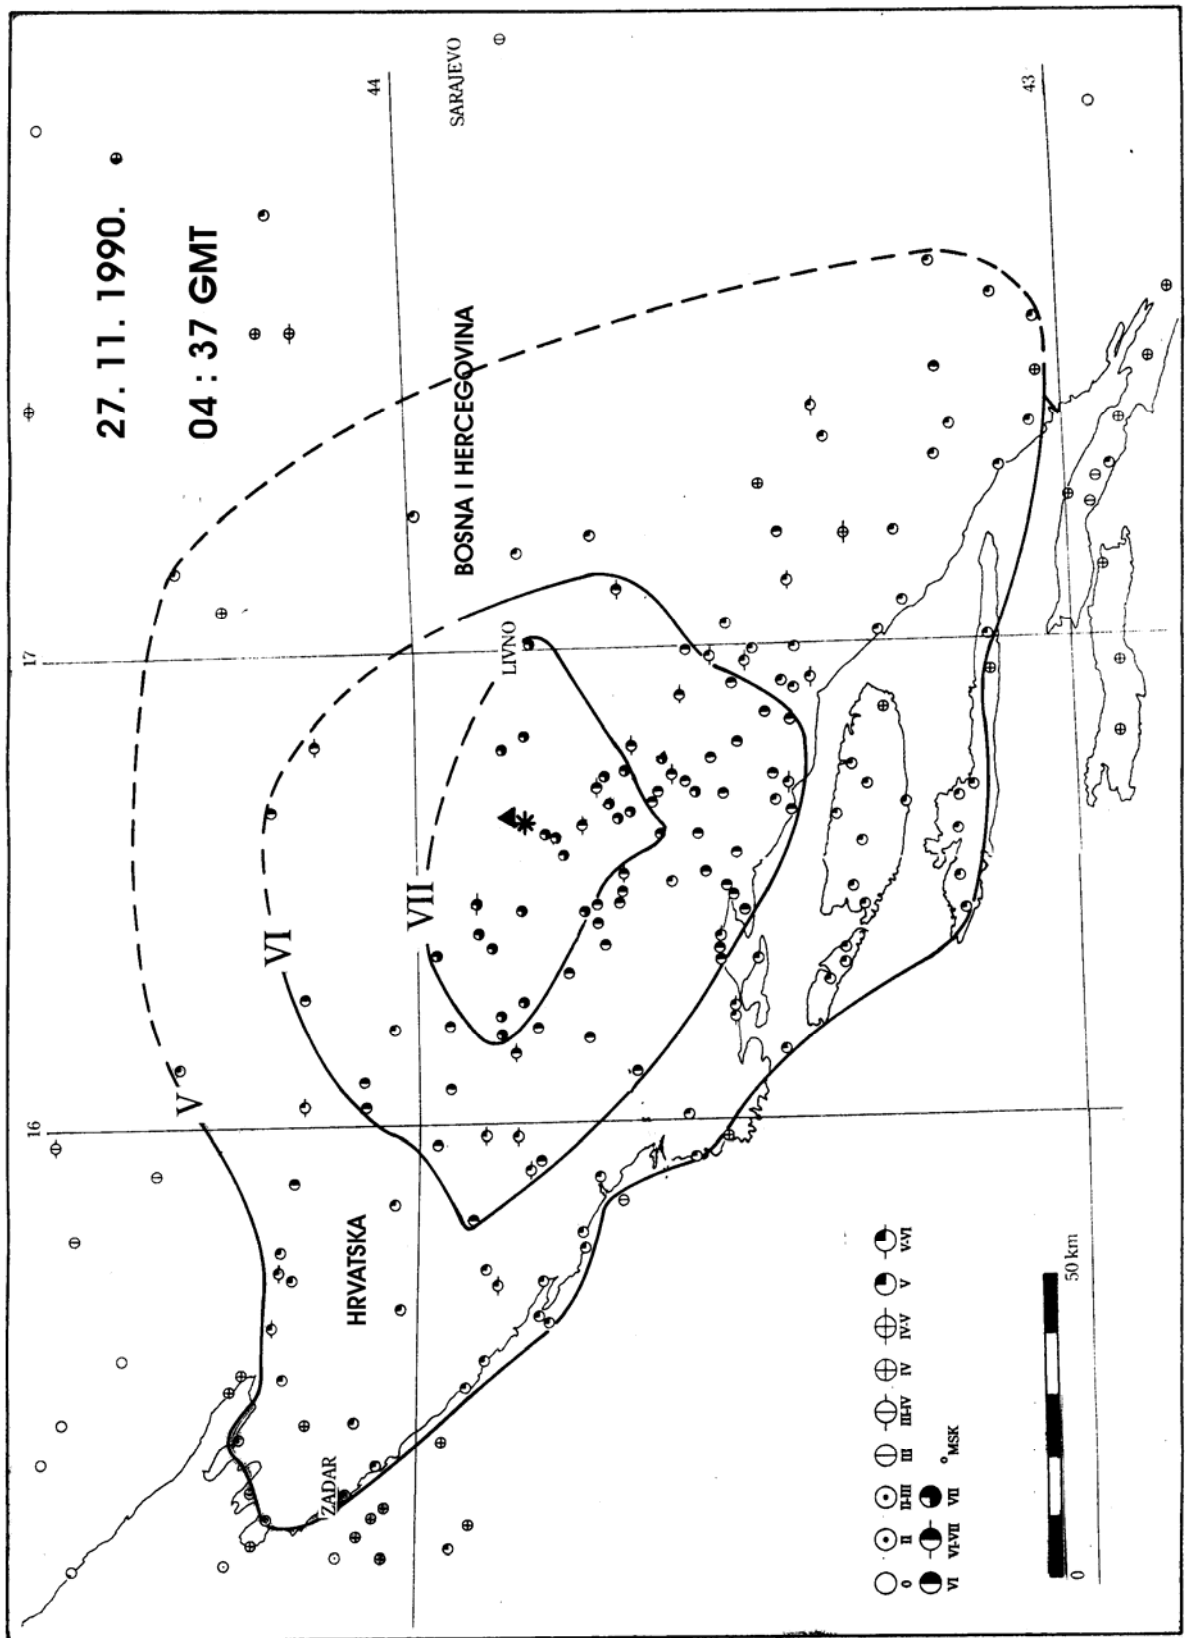 27. 11. 1990.
04 : 37 GMT
44
43
17
16
SARAJEVO
BOSNA I HERCEGOVINA
LIVNO
VII
VI
V
HRVATSKA
ZADAR
0 II II-III III III-IV IV IV-V V V-VI
VI VI-VII VII °MSK
0 50 km